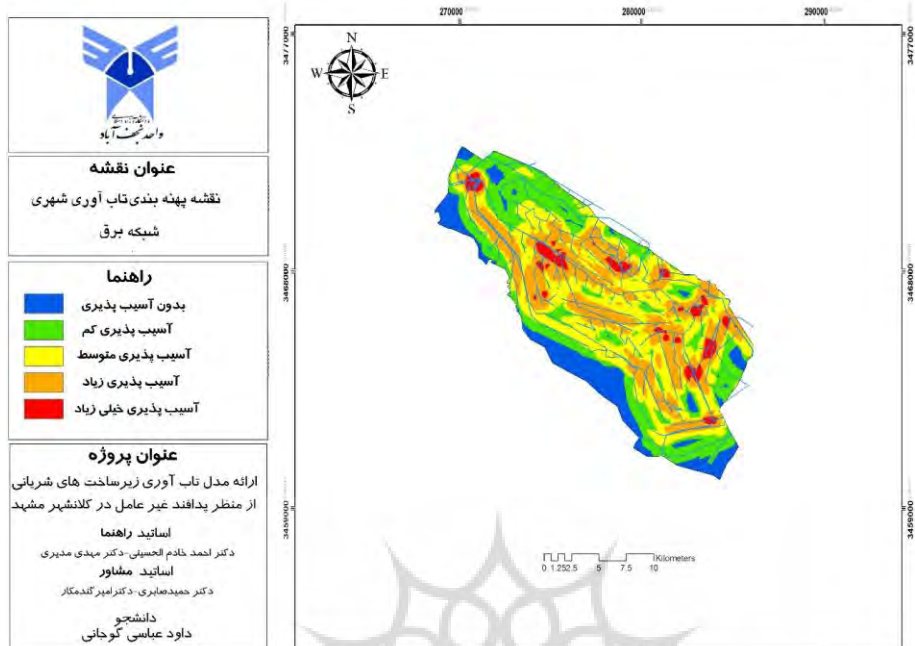 واحد نجف آباد
عنوان نقشه
نقشه پهنه بندی تاب آوری شهری
شبکه برق
راهنما
بدون آسیب پذیری
آسیب پذیری کم
آسیب پذیری متوسط
آسیب پذیری زیاد
آسیب پذیری خیلی زیاد
عنوان پروژه
ارائه مدل تاب آوری زیرساخت های شریانی
از منظر پدافند غیر عامل در کلانشهر مشهد
اساتید راهنما
دکتر احمد خادم الحسینی-دکتر مهدی مدیری
اساتید مشاور
دکتر حمیدصابری-دکترامیر گندمکار
دانشجو
داود عباسی گوجانی
270000 280000 290000
3477000 3477000
N
W E
S
3468000 3468000
3459000 3459000
Kilometers
0 1.252.5 5 7.5 10